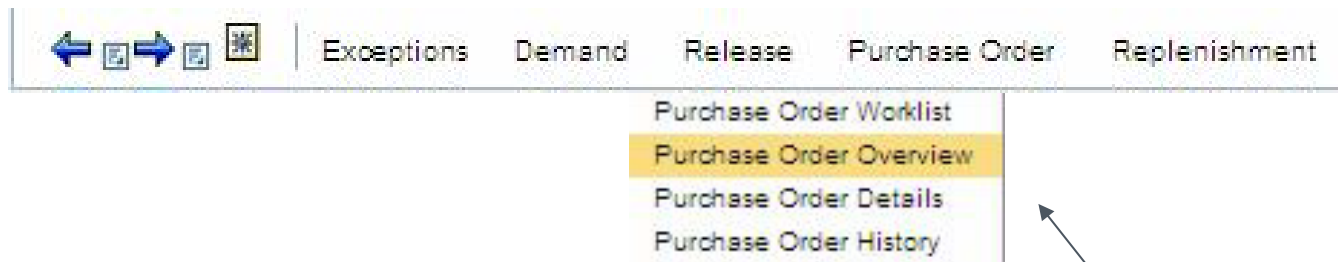 Exceptions Demand Release Purchase Order Replenishment
Purchase Order Worklist
Purchase Order Overview
Purchase Order Details
Purchase Order History